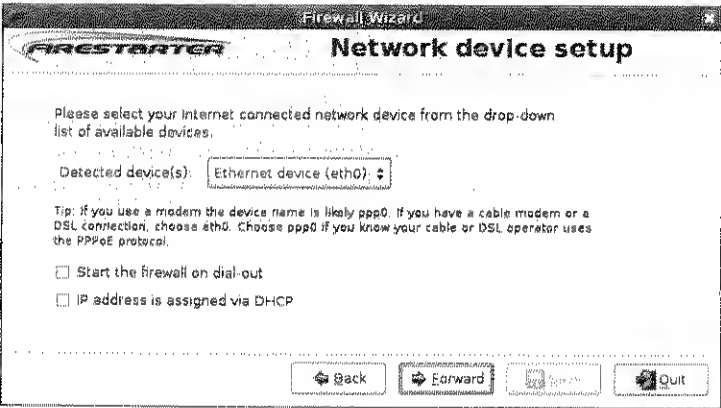 Firewall Wizard
FIRESTARTER
Network device setup
Please select your Internet connected network device from the drop-down
list of available devices.
Detected device(s):
Ethernet device (eth0)
Tip: If you use a modem the device name is likely ppp0. If you have a cable modem or a
DSL connection, choose eth0. Choose ppp0 if you know your cable or DSL operator uses
the PPPoE protocol.
Start the firewall on dial-out
IP address is assigned via DHCP
Back
Forward
Quit